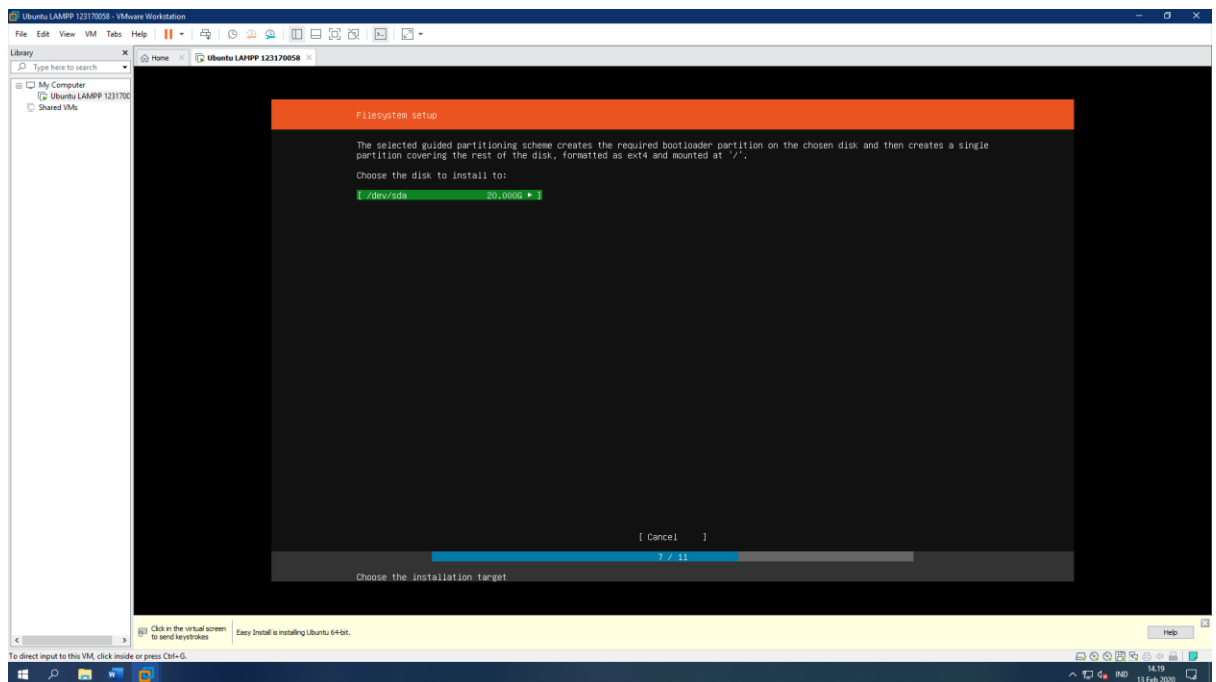 Ubuntu LAMPP 123170058 - VMware Workstation
File Edit View VM Tabs Help
Library
Type here to search
My Computer
Ubuntu LAMPP 1231700
Shared VMs
Home
Ubuntu LAMPP 123170058
Filesystem setup
The selected guided partitioning scheme creates the required bootloader partition on the chosen disk and then creates a single
partition covering the rest of the disk, formatted as ext4 and mounted at '/'.
Choose the disk to install to:
[ /dev/sda 20.000G ▸ ]
[ Cancel ]
7 / 11
Choose the installation target
Click in the virtual screen
to send keystrokes
Easy Install is installing Ubuntu 64-bit.
Help
To direct input to this VM, click inside or press Ctrl+G.
IND
14.19
13 Feb 2020